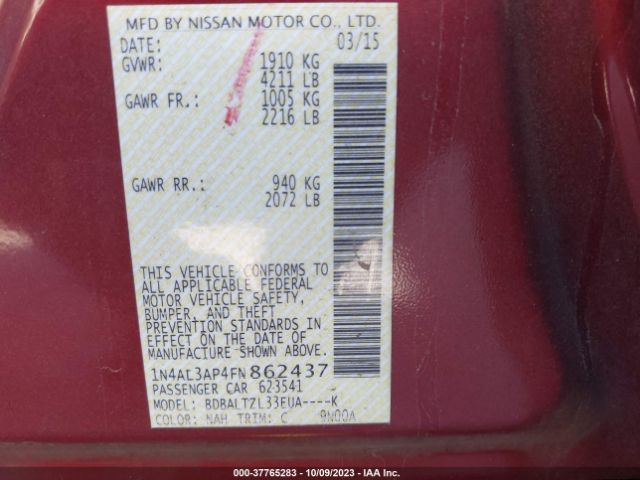 MFD BY NISSAN MOTOR CO., LTD.
DATE: 03/15
GVWR: 1910 KG
4211 LB
GAWR FR.: 1005 KG
2216 LB
GAWR RR.: 940 KG
2072 LB
THIS VEHICLE CONFORMS TO
ALL APPLICABLE FEDERAL
MOTOR VEHICLE SAFETY,
BUMPER, AND THEFT
PREVENTION STANDARDS IN
EFFECT ON THE DATE OF
MANUFACTURE SHOWN ABOVE.
1N4AL3AP4FN862437
PASSENGER CAR 623541
MODEL: BDBALTZL33EUA----K
COLOR: NAH TRIM: C 9N00A
000-37765283 - 10/09/2023 - IAA Inc.